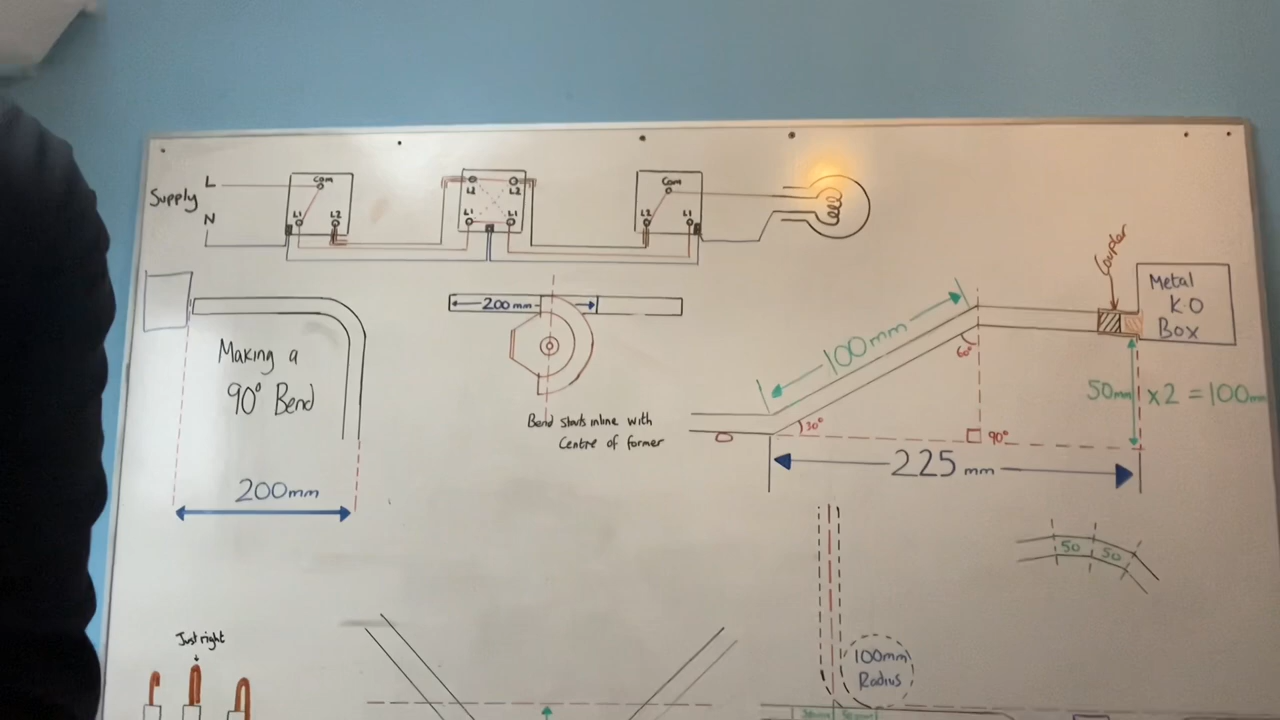 Supply
L
N
Com
L1
L2
L2
L2
L1
L1
Com
L2
L1
Making a
90° Bend
200mm
200mm
Bend starts inline with
Centre of former
100mm
30°
60°
90°
225 mm
Coupler
Metal
K.O
Box
50mm x2 = 100mm
50
50
Just right
100mm
Radius